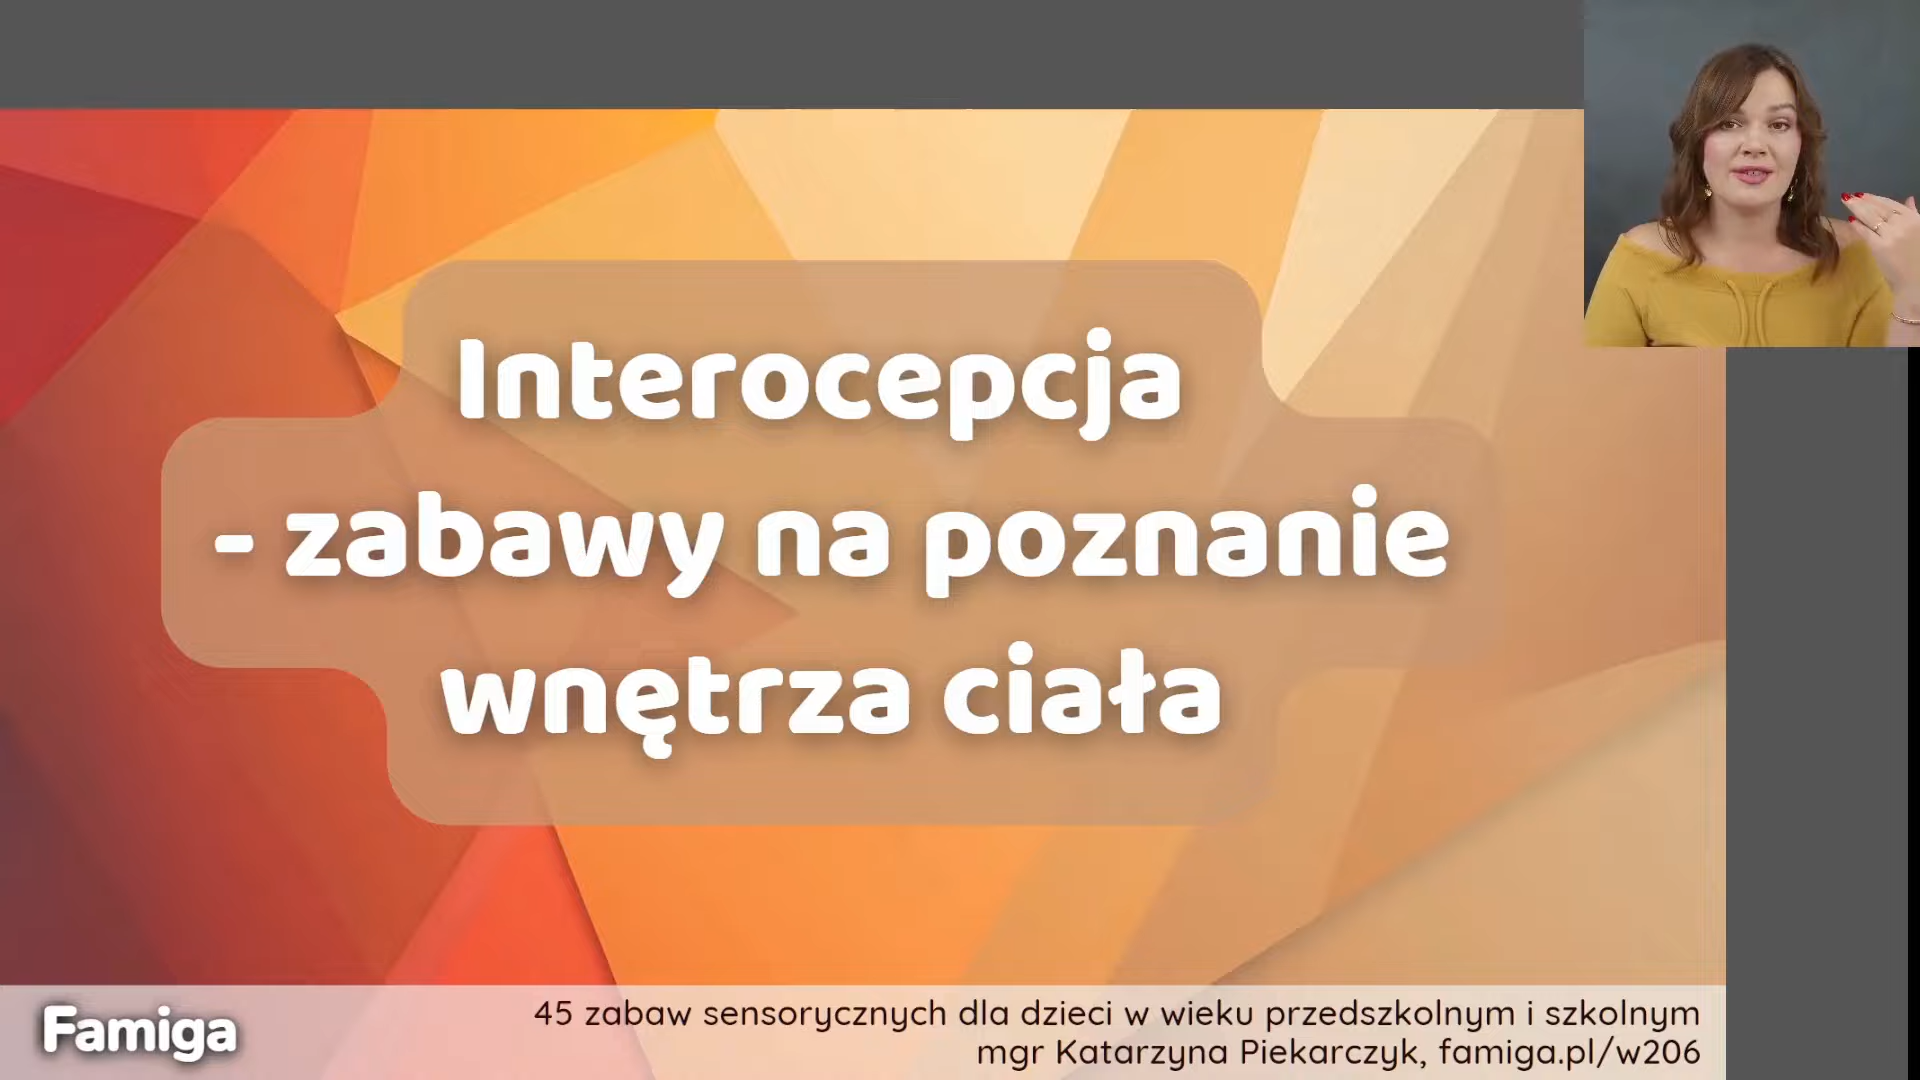 Interocepcja
- zabawy na poznanie
wnętrza ciała
Famiga
45 zabaw sensorycznych dla dzieci w wieku przedszkolnym i szkolnym
mgr Katarzyna Piekarczyk, famiga.pl/w206